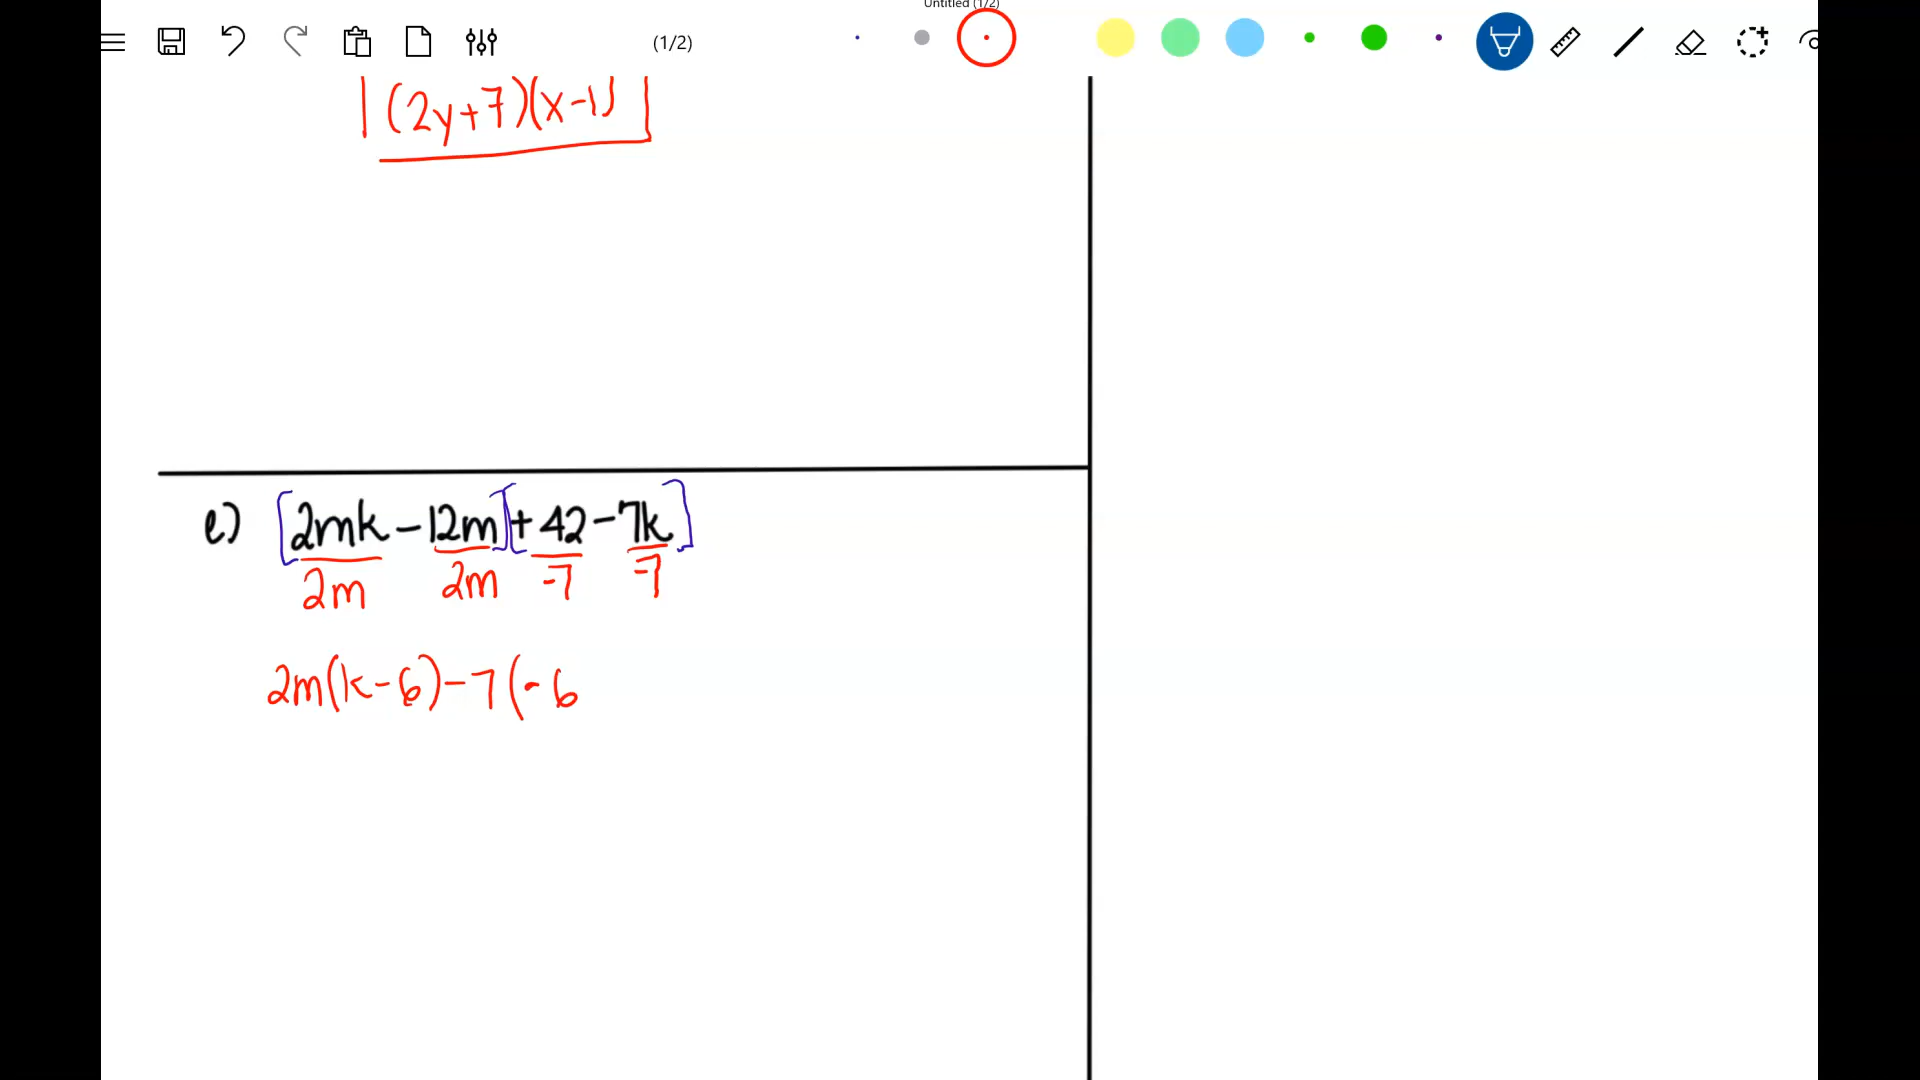 Untitled (1/2)
(1/2)
(2y+7)(x-1)
e) [2mk-12m][+42-7k]
2m 2m -7 -7
2m(k-6)-7(-6